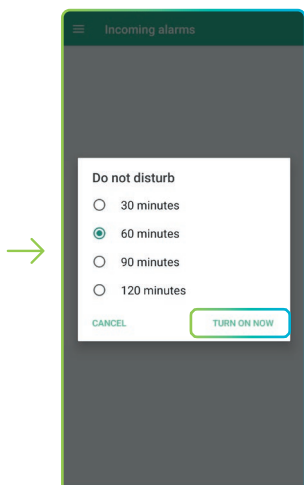 Incoming alarms
Do not disturb
30 minutes
60 minutes
90 minutes
120 minutes
CANCEL TURN ON NOW